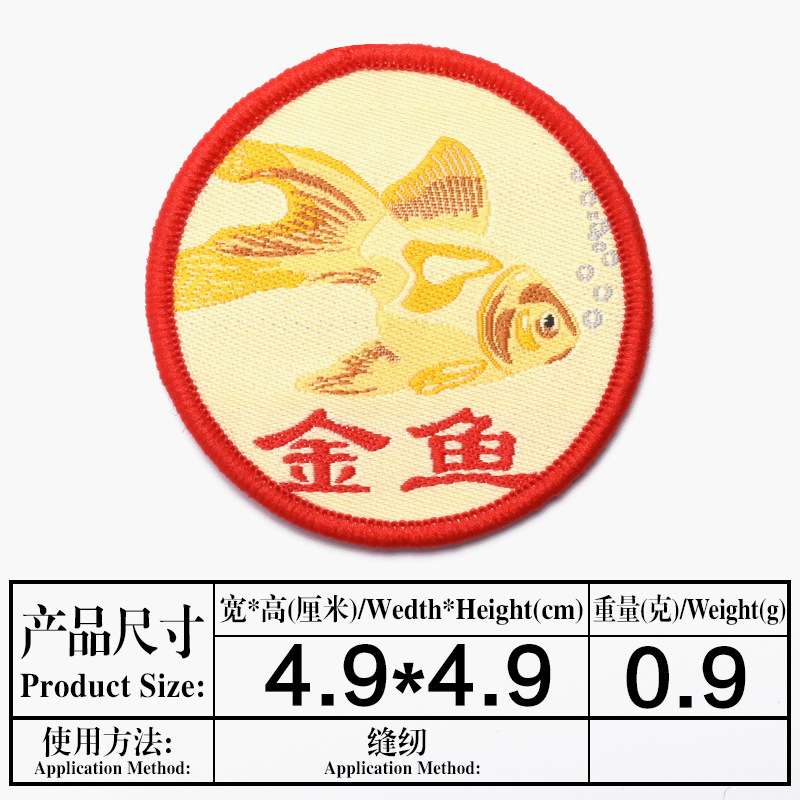 金鱼
产品尺寸
Product Size:
宽*高(厘米)/Wedth*Height(cm)
4.9*4.9
重量(克)/Weight(g)
0.9
使用方法:
Application Method:
缝纫
Application Method: